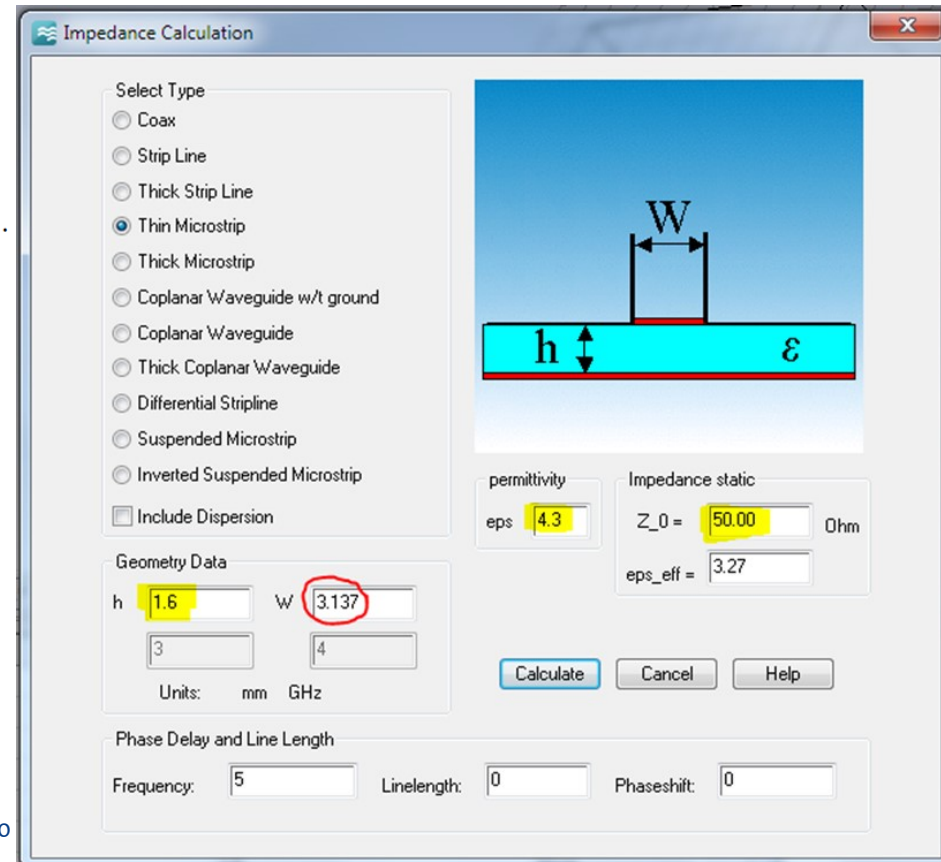 Impedance Calculation
X
Select Type
Coax
Strip Line
Thick Strip Line
Thin Microstrip
Thick Microstrip
Coplanar Waveguide w/t ground
Coplanar Waveguide
Thick Coplanar Waveguide
Differential Stripline
Suspended Microstrip
Inverted Suspended Microstrip
Include Dispersion
W
h ε
permittivity
eps 4.3
Impedance static
Z_0 = 50.00 Ohm
eps_eff = 3.27
Geometry Data
h 1.6 W 3.137
3 4
Units: mm GHz
Calculate Cancel Help
Phase Delay and Line Length
Frequency: 5 Linelength: 0 Phaseshift: 0
.
o